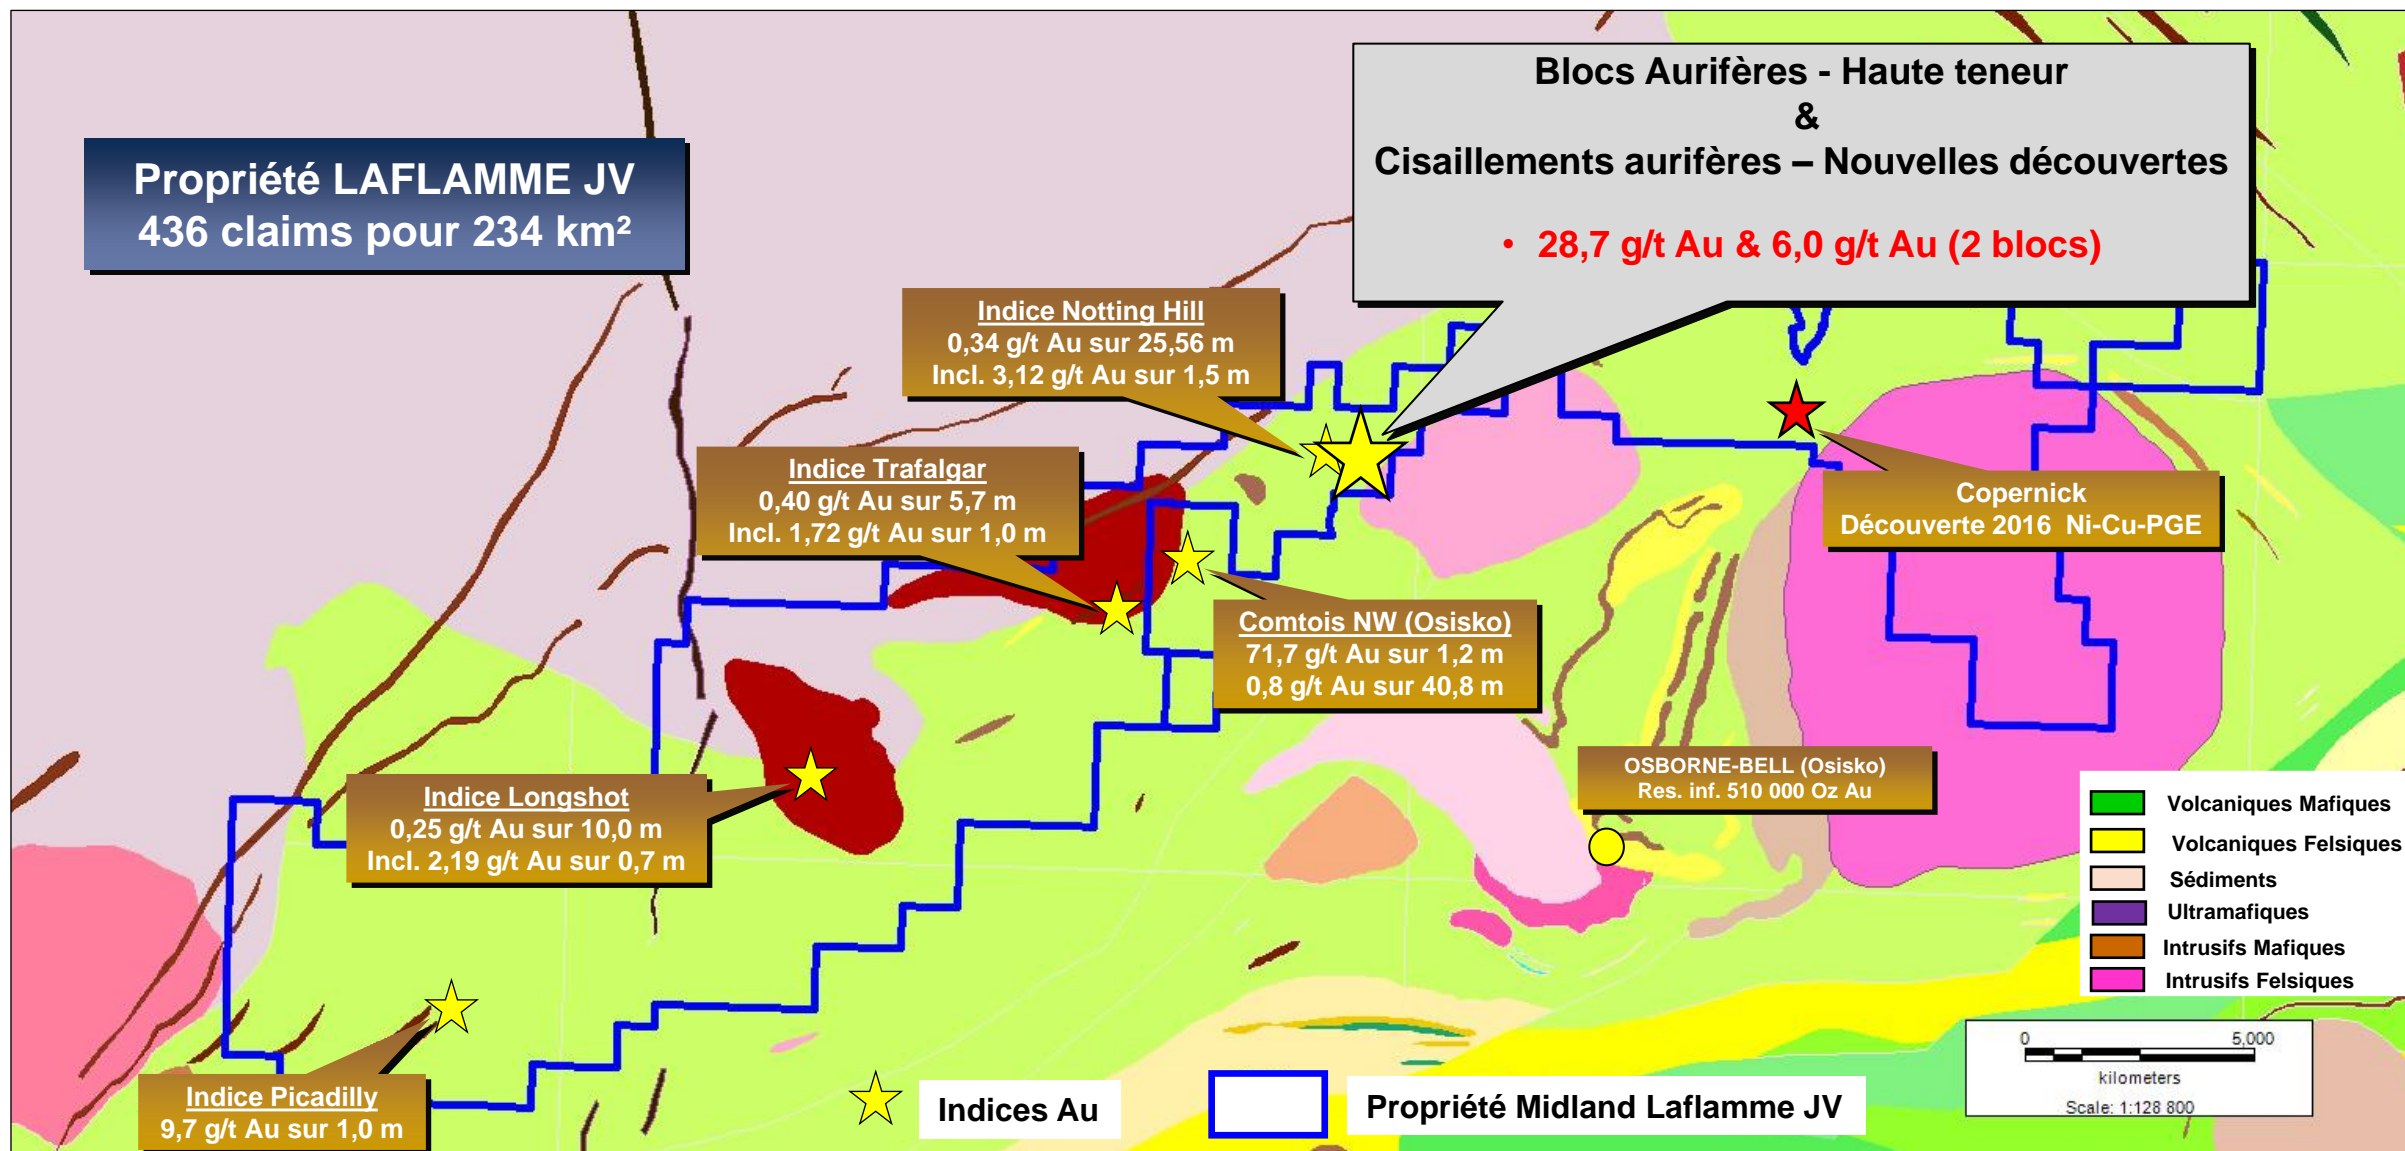 Blocs Aurifères - Haute teneur
&
Cisaillements aurifères – Nouvelles découvertes
• 28,7 g/t Au & 6,0 g/t Au (2 blocs)
Propriété LAFLAMME JV
436 claims pour 234 km²
Indice Notting Hill
0,34 g/t Au sur 25,56 m
Incl. 3,12 g/t Au sur 1,5 m
Indice Trafalgar
0,40 g/t Au sur 5,7 m
Incl. 1,72 g/t Au sur 1,0 m
Copernick
Découverte 2016 Ni-Cu-PGE
Comtois NW (Osisko)
71,7 g/t Au sur 1,2 m
0,8 g/t Au sur 40,8 m
OSBORNE-BELL (Osisko)
Res. inf. 510 000 Oz Au
Indice Longshot
0,25 g/t Au sur 10,0 m
Incl. 2,19 g/t Au sur 0,7 m
Volcaniques Mafiques
Volcaniques Felsiques
Sédiments
Ultramafiques
Intrusifs Mafiques
Intrusifs Felsiques
0 5,000
kilometers
Scale: 1:128 800
Indice Picadilly
9,7 g/t Au sur 1,0 m
Indices Au
Propriété Midland Laflamme JV